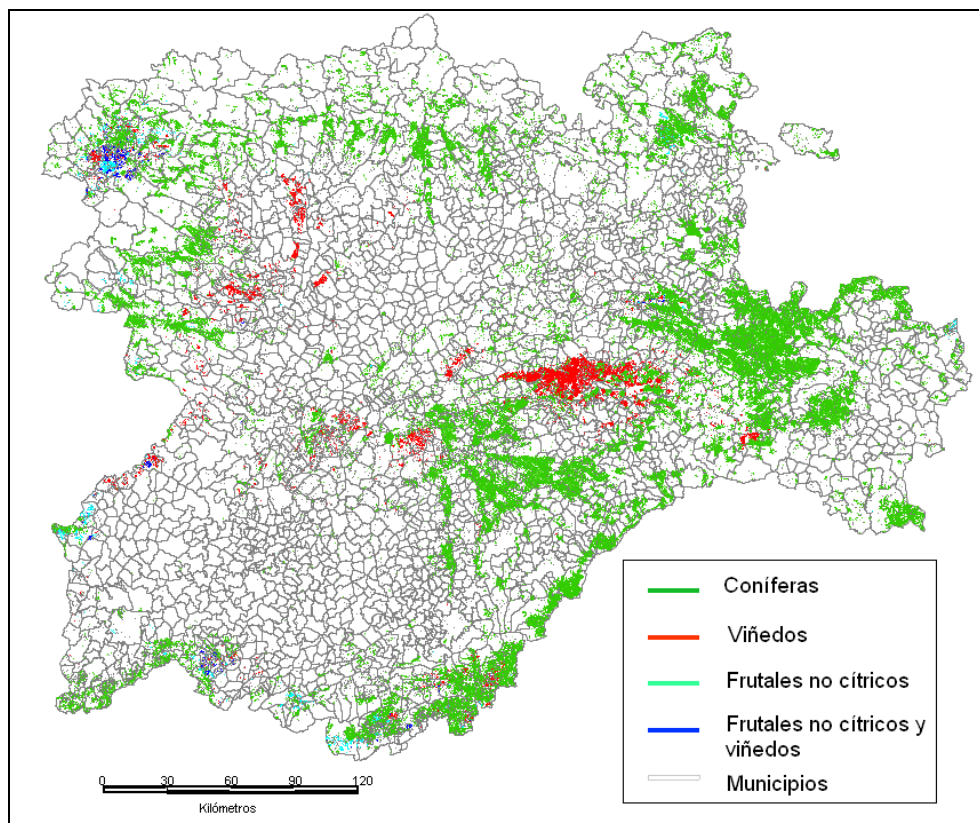 Coníferas
Viñedos
Frutales no cítricos
Frutales no cítricos y
viñedos
Municipios
0 30 60 90 120
Kilómetros